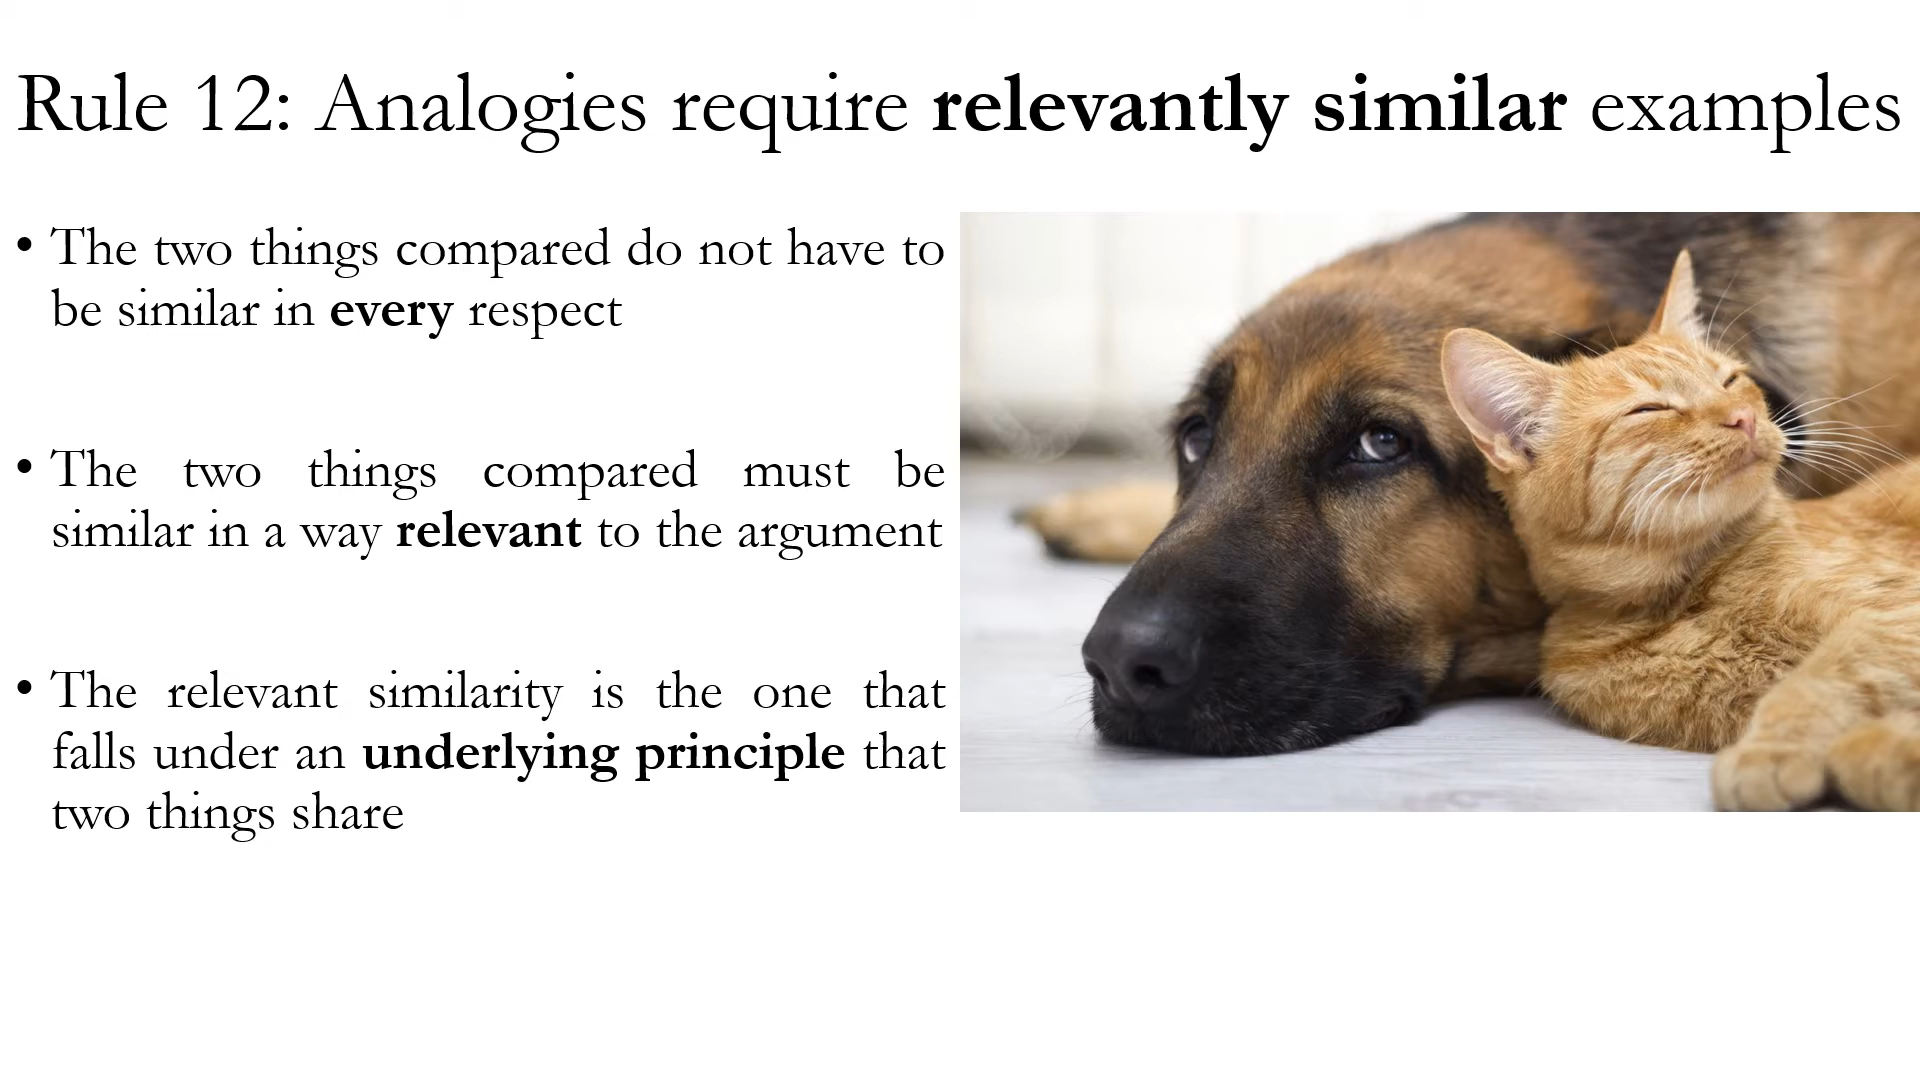 Rule 12: Analogies require relevantly similar examples
• The two things compared do not have to
be similar in every respect
• The two things compared must be
similar in a way relevant to the argument
• The relevant similarity is the one that
falls under an underlying principle that
two things share